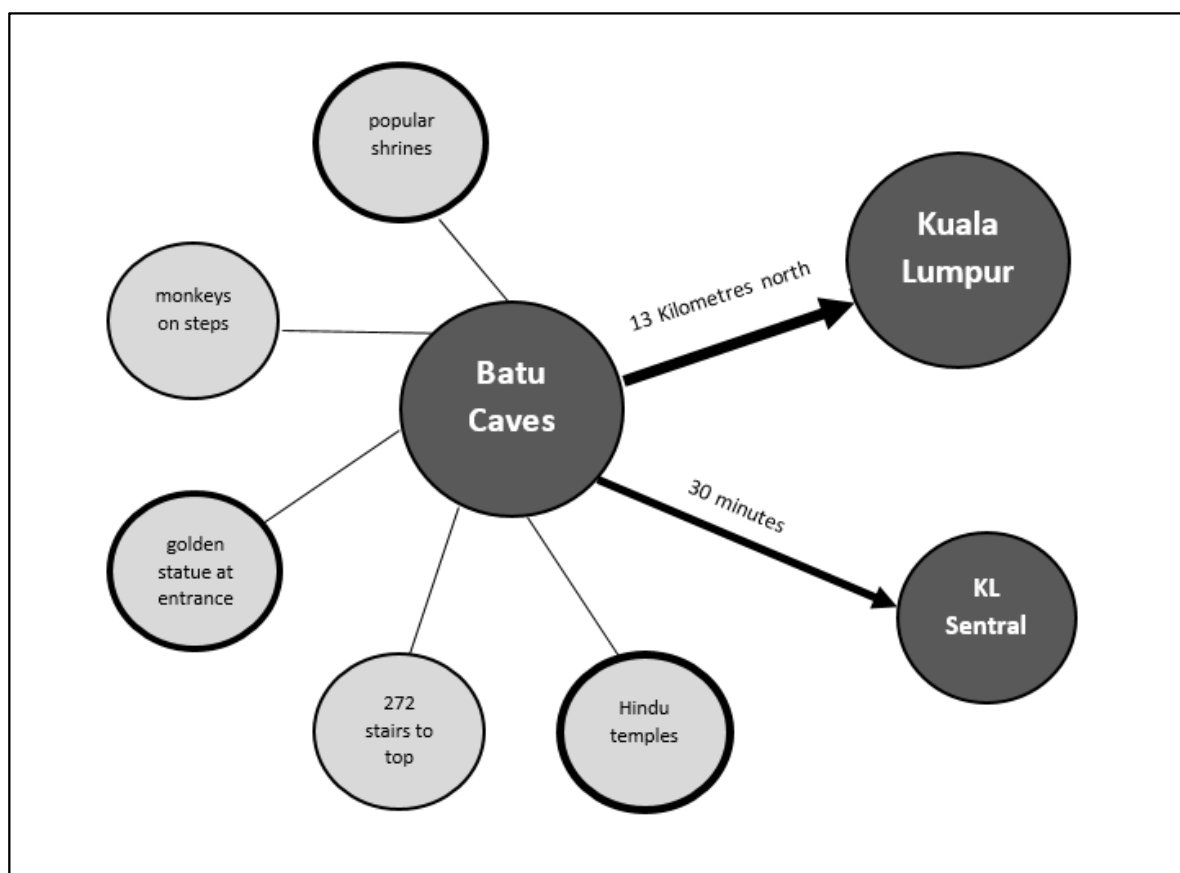 popular
shrines
Kuala
Lumpur
13 Kilometres north
monkeys
on steps
Batu
Caves
30 minutes
golden
statue at
entrance
KL
Sentral
272
stairs to
top
Hindu
temples